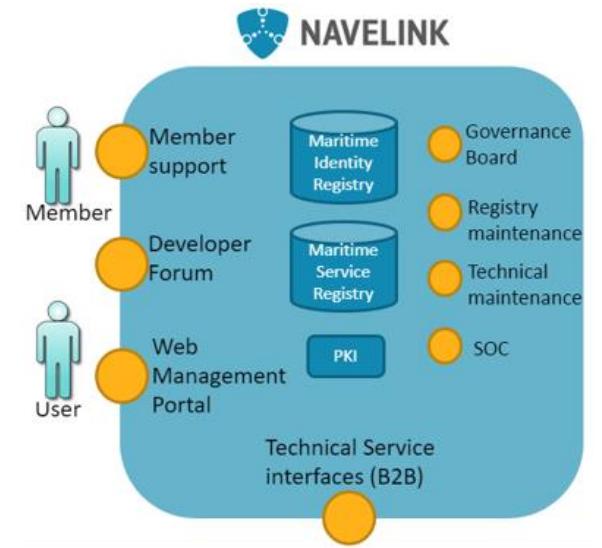 NAVELINK
Member
support
Member
Developer
Forum
Web
Management
Portal
User
Maritime
Identity
Registry
Maritime
Service
Registry
PKI
Governance
Board
Registry
maintenance
Technical
maintenance
SOC
Technical Service
interfaces (B2B)